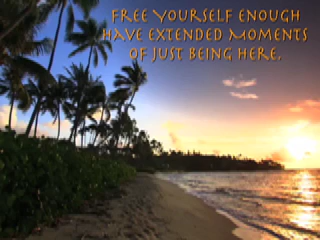 Free Yourself Enough
Have Extended Moments
of Just Being Here.